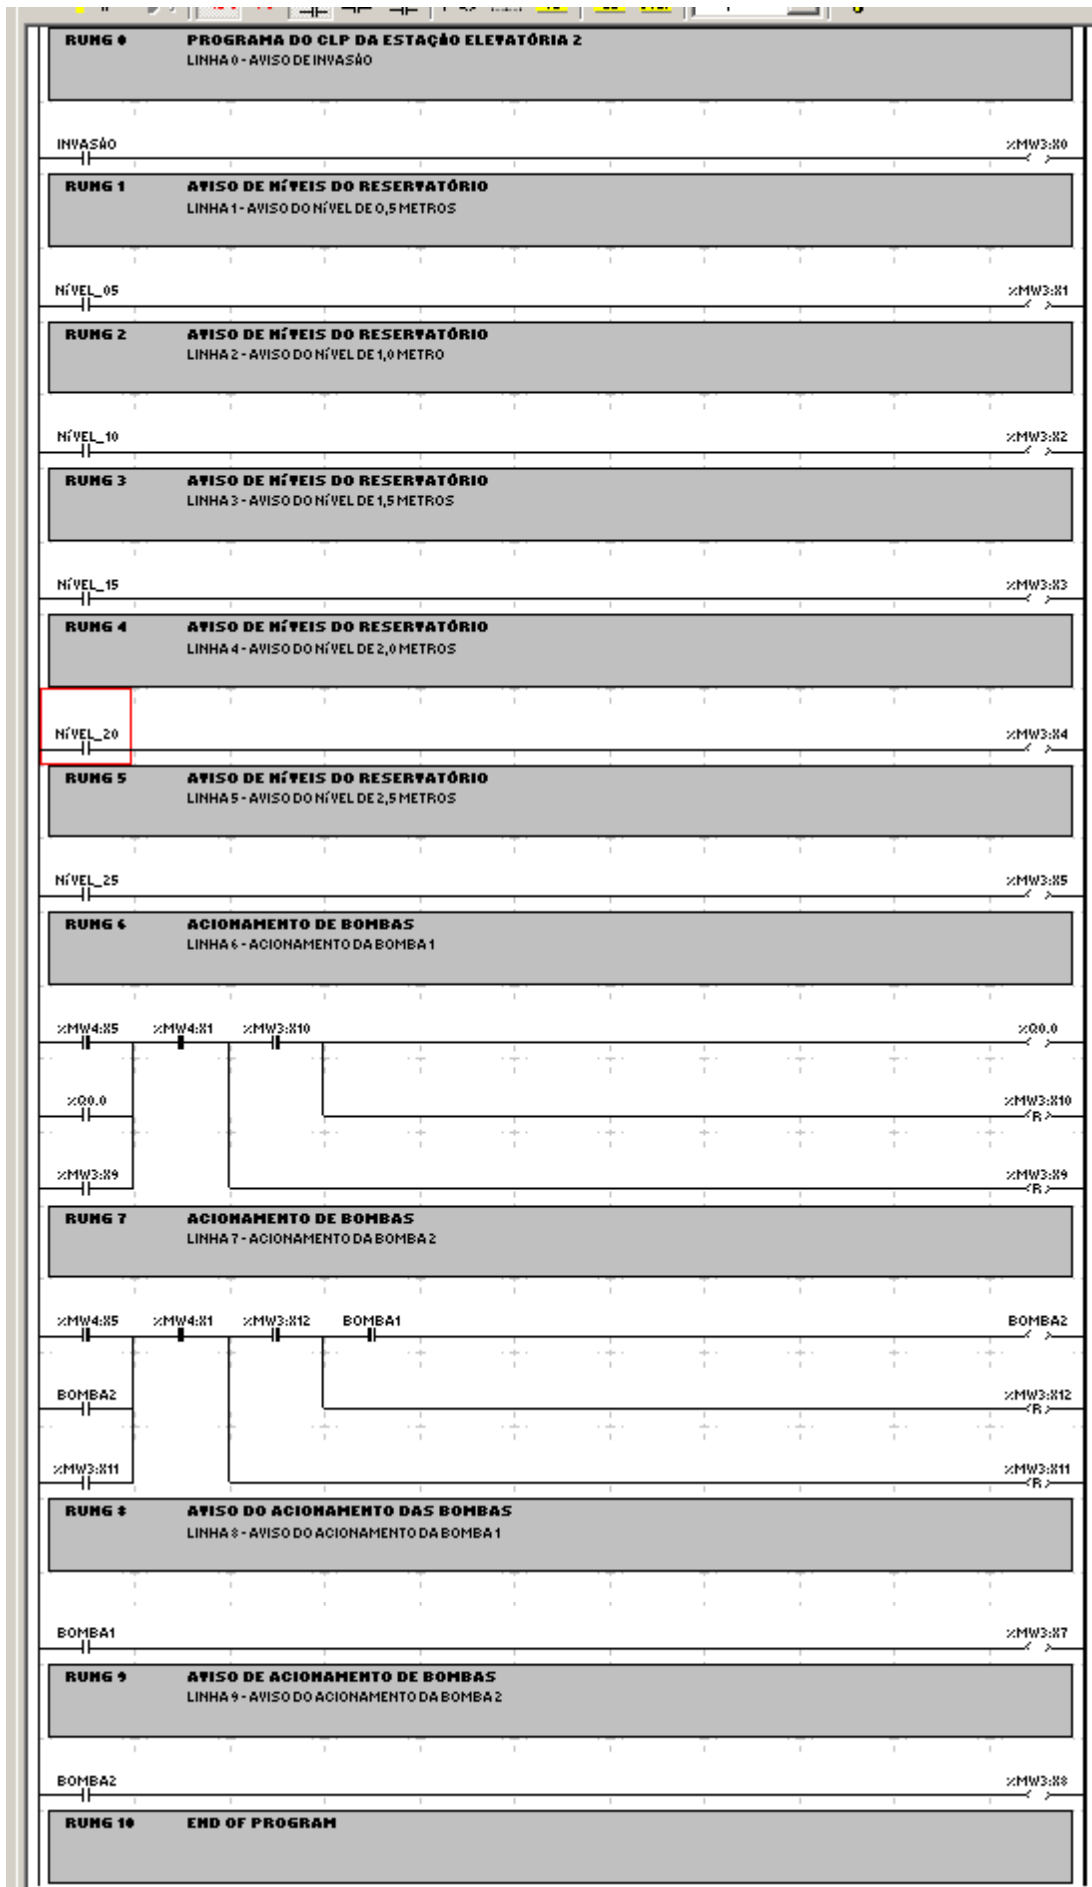 RUNG 0 PROGRAMA DO CLP DA ESTAÇÃO ELEVATÓRIA 2
LINHA 0 - AVISO DE INVASÃO
INVASÃO %MW3:X0
RUNG 1 AVISO DE NÍVEIS DO RESERVATÓRIO
LINHA 1 - AVISO DO NÍVEL DE 0,5 METROS
NÍVEL_05 %MW3:X1
RUNG 2 AVISO DE NÍVEIS DO RESERVATÓRIO
LINHA 2 - AVISO DO NÍVEL DE 1,0 METRO
NÍVEL_10 %MW3:X2
RUNG 3 AVISO DE NÍVEIS DO RESERVATÓRIO
LINHA 3 - AVISO DO NÍVEL DE 1,5 METROS
NÍVEL_15 %MW3:X3
RUNG 4 AVISO DE NÍVEIS DO RESERVATÓRIO
LINHA 4 - AVISO DO NÍVEL DE 2,0 METROS
NÍVEL_20 %MW3:X4
RUNG 5 AVISO DE NÍVEIS DO RESERVATÓRIO
LINHA 5 - AVISO DO NÍVEL DE 2,5 METROS
NÍVEL_25 %MW3:X5
RUNG 6 ACIONAMENTO DE BOMBAS
LINHA 6 - ACIONAMENTO DA BOMBA 1
%MW4:X5 %MW4:X1 %MW3:X10 %Q0.0
%Q0.0 %MW3:X10
R
%MW3:X9 %MW3:X9
R
RUNG 7 ACIONAMENTO DE BOMBAS
LINHA 7 - ACIONAMENTO DA BOMBA 2
%MW4:X5 %MW4:X1 %MW3:X12 BOMBA1 BOMBA2
BOMBA2 %MW3:X12
R
%MW3:X11 %MW3:X11
R
RUNG 8 AVISO DO ACIONAMENTO DAS BOMBAS
LINHA 8 - AVISO DO ACIONAMENTO DA BOMBA 1
BOMBA1 %MW3:X7
RUNG 9 AVISO DE ACIONAMENTO DE BOMBAS
LINHA 9 - AVISO DO ACIONAMENTO DA BOMBA 2
BOMBA2 %MW3:X8
RUNG 10 END OF PROGRAM